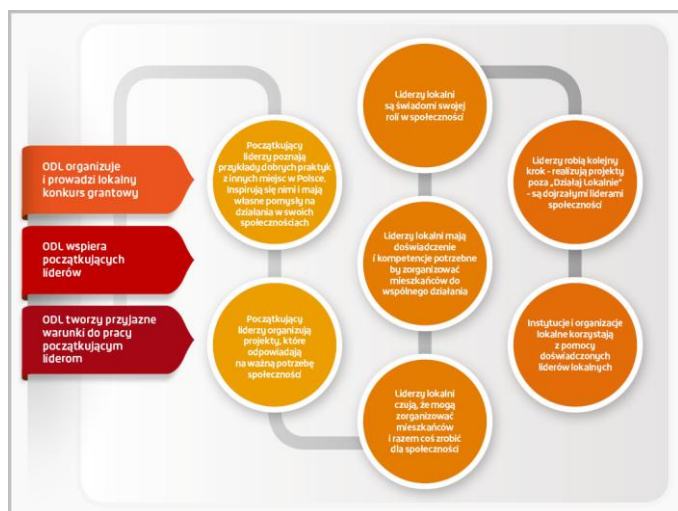 ODL organizuje
i prowadzi lokalny
konkurs grantowy
ODL wspiera
początkujących
liderów
ODL tworzy przyjazne
warunki do pracy
początkującym
liderom
Początkujący
liderzy poznają
przykłady dobrych praktyk
z innych miejsc w Polsce.
Inspirują się nimi i mają
własne pomysły na
działania w swoich
społecznościach
Początkujący
liderzy organizują
projekty, które
odpowiadają
na ważną potrzebę
społeczności
Liderzy lokalni
czują, że mogą
zorganizować
mieszkańców
i razem coś zrobić
dla społeczności
Liderzy lokalni mają
doświadczenie
i kompetencje potrzebne
by zorganizować
mieszkańców do
wspólnego działania
Liderzy lokalni
są świadomi swojej
roli w społeczności
Liderzy robią kolejny
krok - realizują projekty
poza „Działaj Lokalnie”
- są dojrzałymi liderami
społeczności
Instytucje i organizacje
lokalne korzystają
z pomocy
doświadczonych
liderów lokalnych